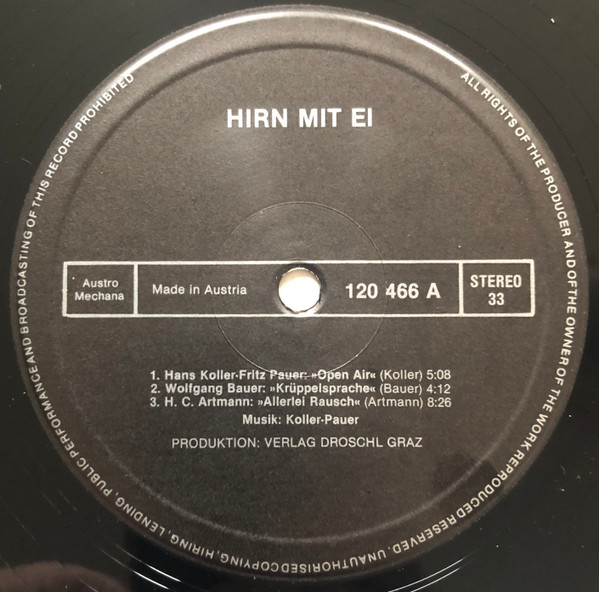 HIRN MIT EI
Austro
Mechana
Made in Austria
120 466 A
STEREO
33
1. Hans Koller-Fritz Pauer: »Open Air« (Koller) 5:08
2. Wolfgang Bauer: »Krüppelsprache« (Bauer) 4:12
3. H. C. Artmann: »Allerlei Rausch« (Artmann) 8:26
Musik: Koller-Pauer
PRODUKTION: VERLAG DROSCHL GRAZ
ALL RIGHTS OF THE PRODUCER AND OF THE OWNER OF THE WORK REPRODUCED RESERVED. UNAUTHORISED COPYING, HIRING, LENDING, PUBLIC PERFORMANCE AND BROADCASTING OF THIS RECORD PROHIBITED